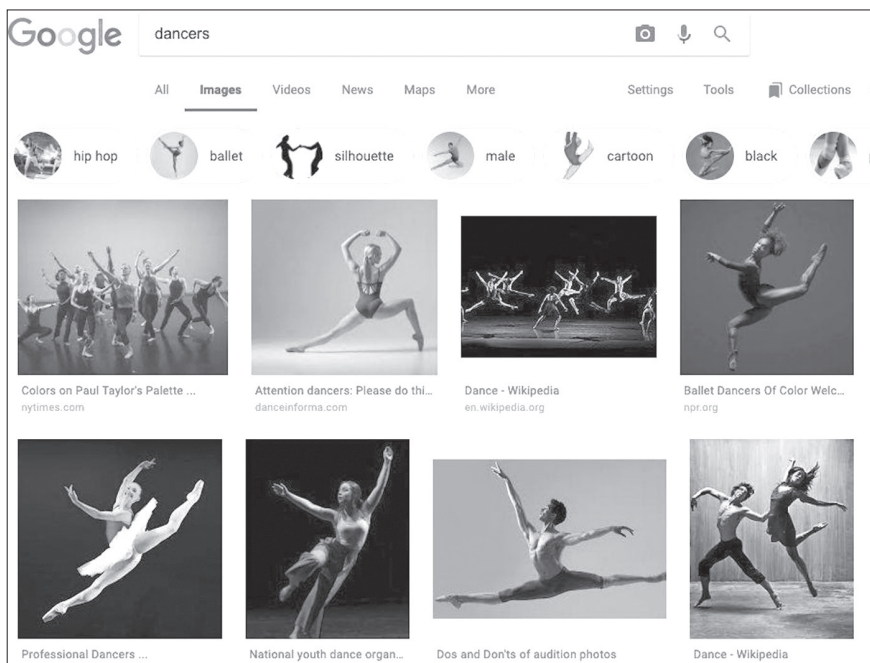 Google dancers
All Images Videos News Maps More Settings Tools Collections
hip hop ballet silhouette male cartoon black
Colors on Paul Taylor's Palette ... Attention dancers: Please do thi... Dance - Wikipedia Ballet Dancers Of Color Welc...
nytimes.com danceinforma.com en.wikipedia.org npr.org
Professional Dancers ... National youth dance organ... Dos and Don'ts of audition photos Dance - Wikipedia